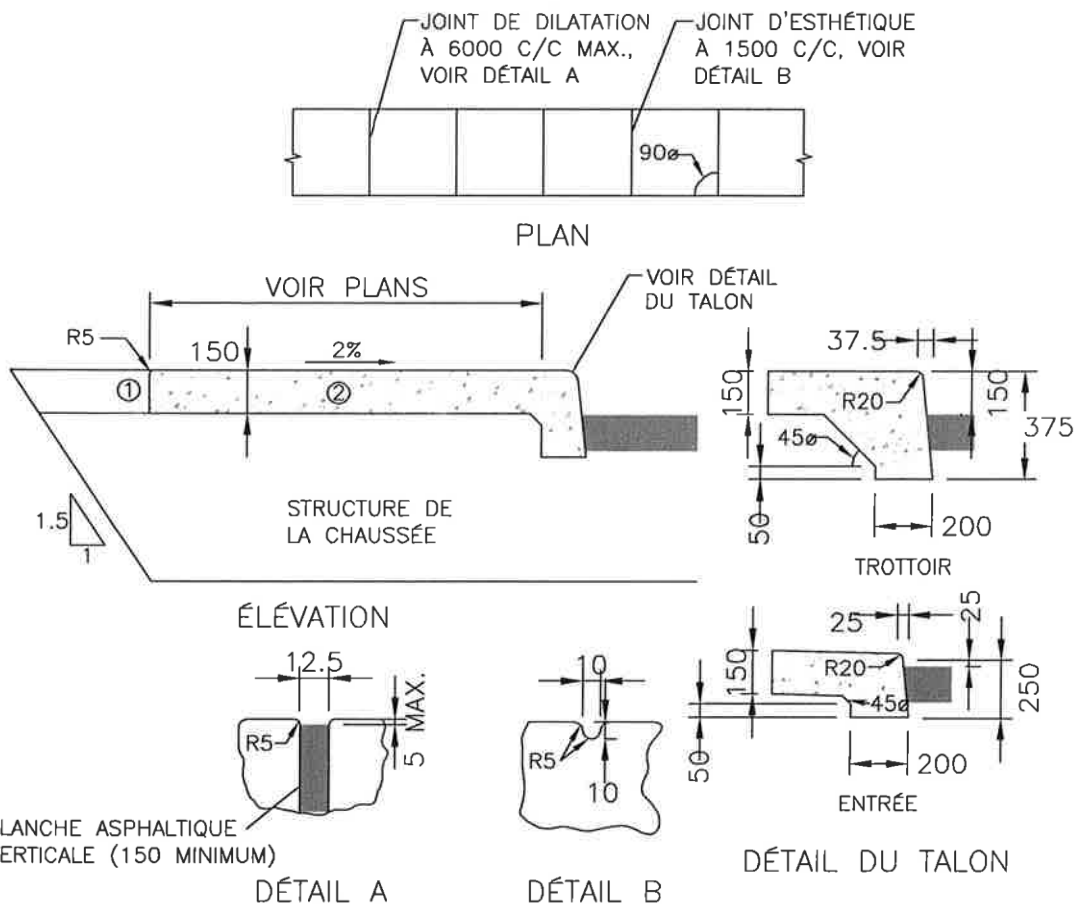 JOINT DE DILATATION
À 6000 C/C MAX.,
VOIR DÉTAIL A
JOINT D'ESTHÉTIQUE
À 1500 C/C, VOIR
DÉTAIL B
90ø
PLAN
VOIR PLANS
VOIR DÉTAIL
DU TALON
R5
150
2%
①
②
1.5
1
STRUCTURE DE
LA CHAUSSÉE
ÉLÉVATION
37.5
150
R20
150
375
45ø
50
200
TROTTOIR
25
25
150
R20
250
45ø
50
200
ENTRÉE
DÉTAIL DU TALON
12.5
5 MAX.
R5
LANCHE ASPHALTIQUE
ERTICALE (150 MINIMUM)
DÉTAIL A
10
R5
10
DÉTAIL B